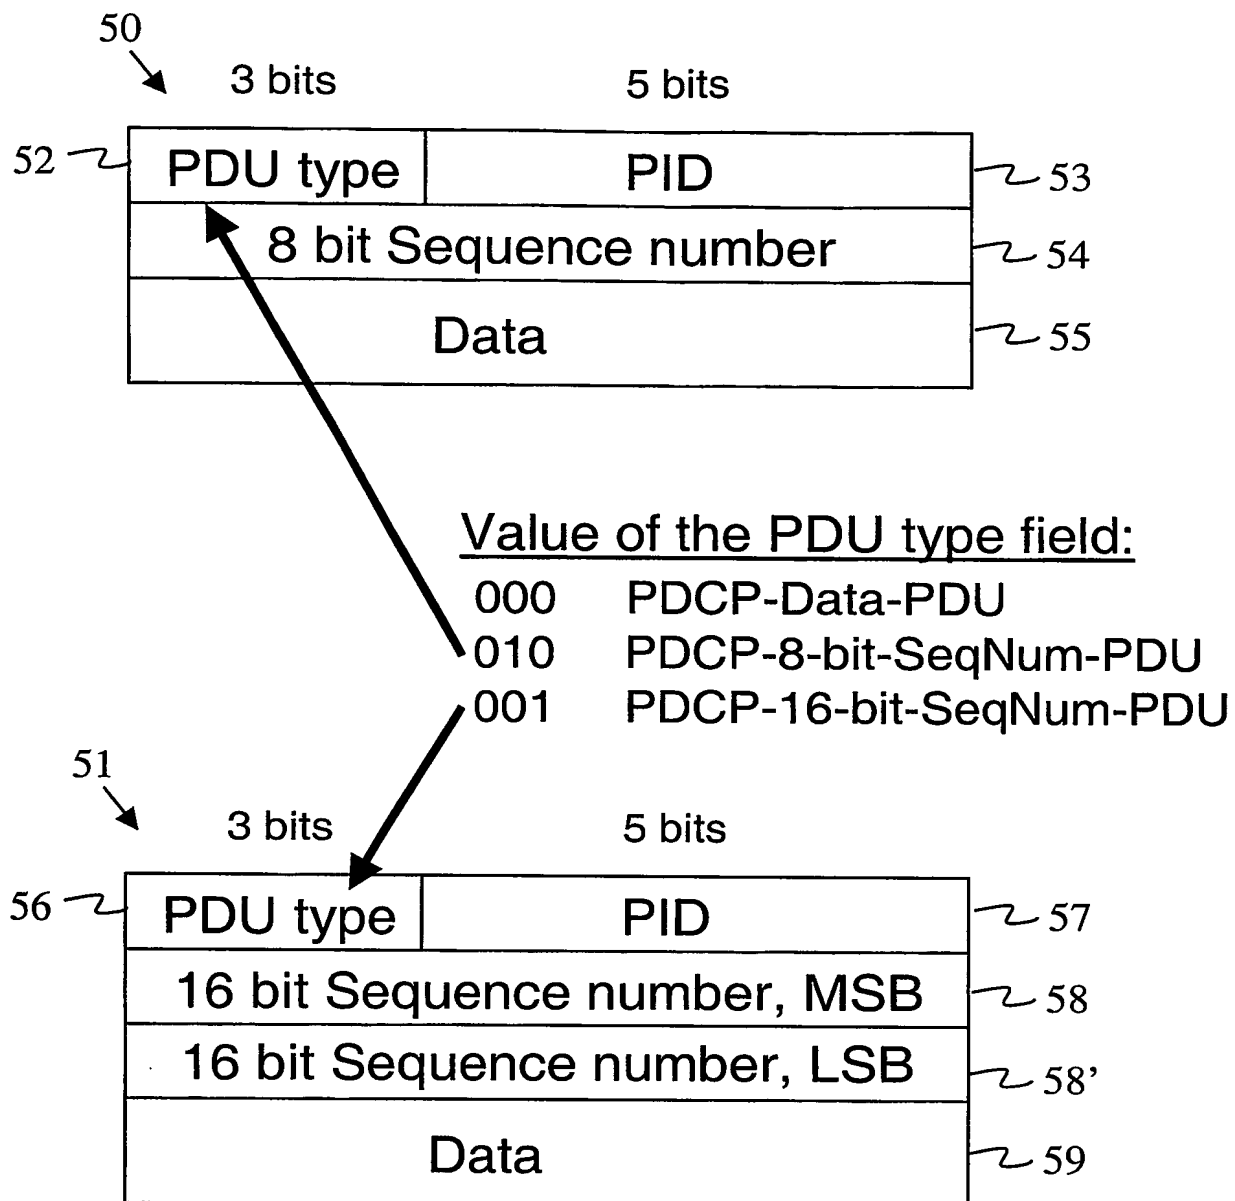 50
3 bits 5 bits
52 PDU type PID 53
8 bit Sequence number 54
Data 55
Value of the PDU type field:
000 PDCP-Data-PDU
010 PDCP-8-bit-SeqNum-PDU
001 PDCP-16-bit-SeqNum-PDU
51
3 bits 5 bits
56 PDU type PID 57
16 bit Sequence number, MSB 58
16 bit Sequence number, LSB 58'
Data 59